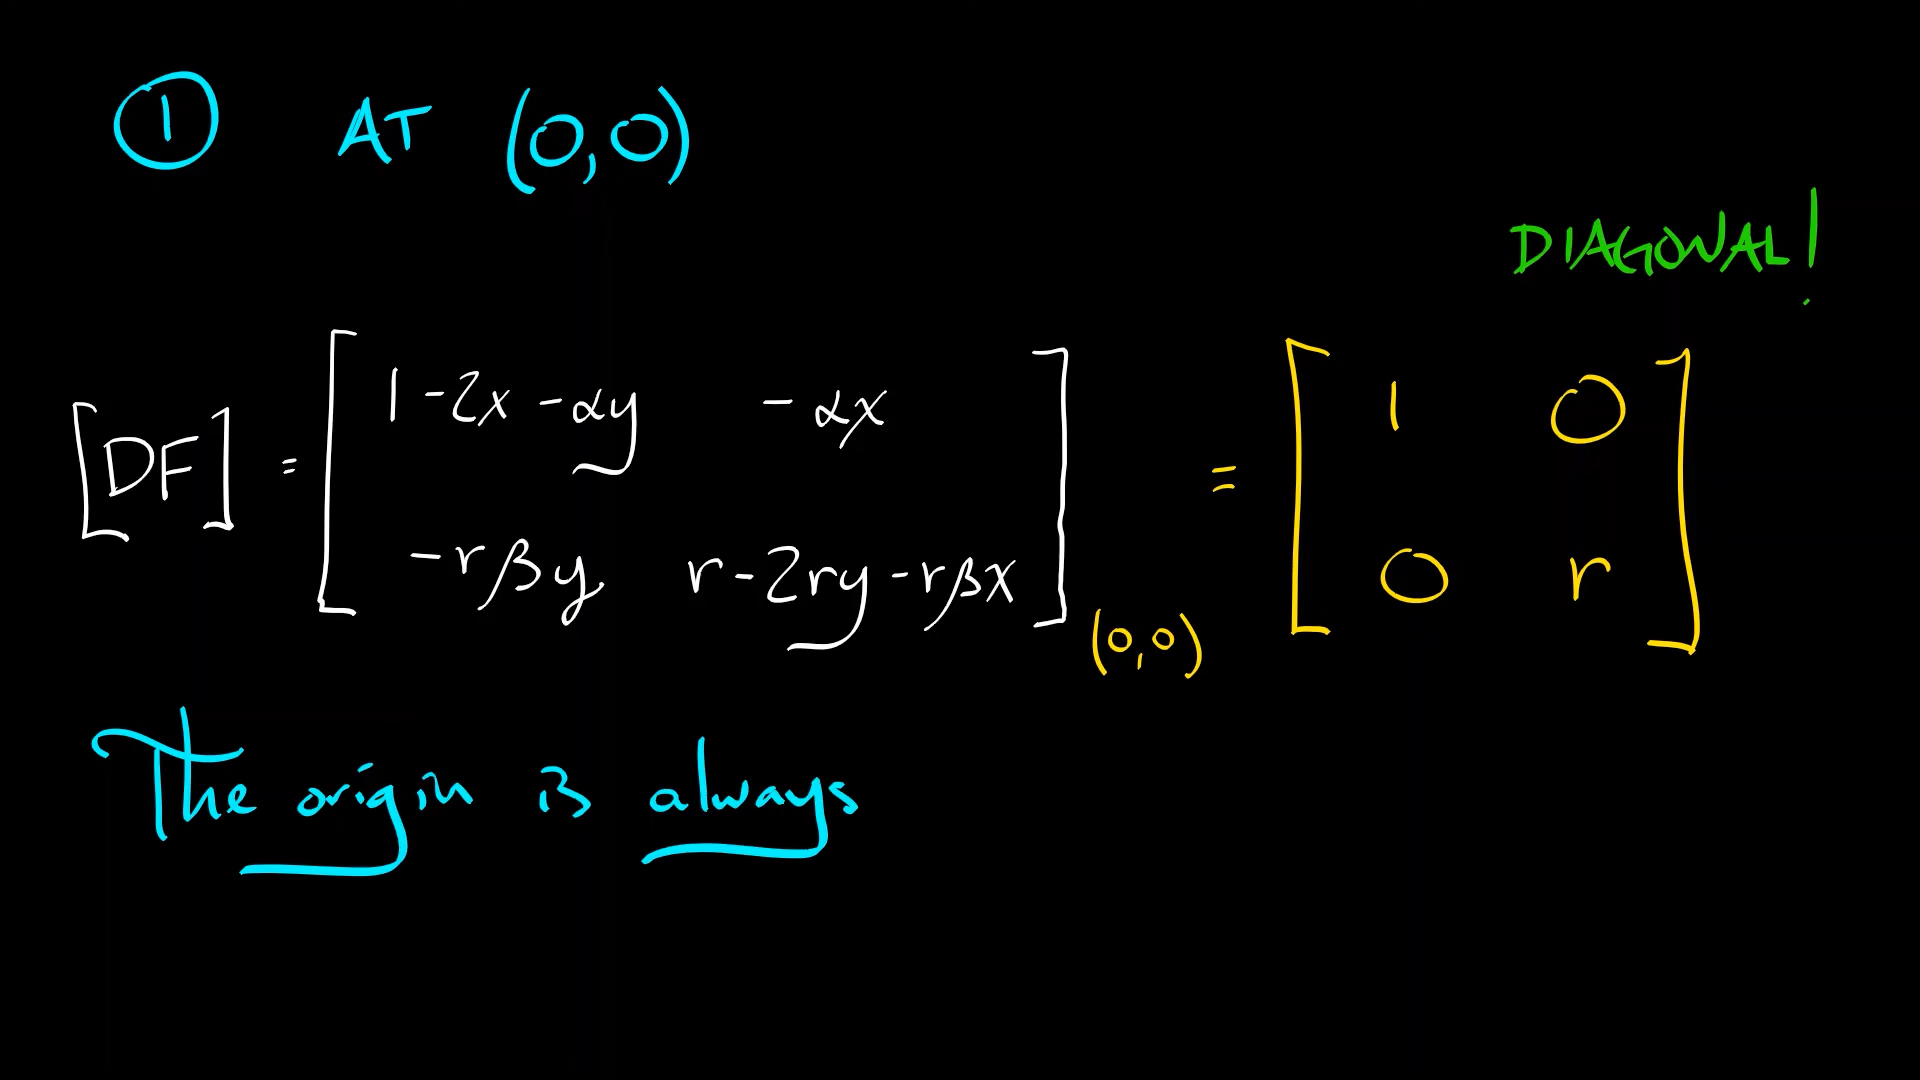 ① AT (0,0)
DIAGONAL!
[DF] = [1-2x-αy -αx
-rβy r-2ry-rβx](0,0) = [1 0
0 r]
The origin is always